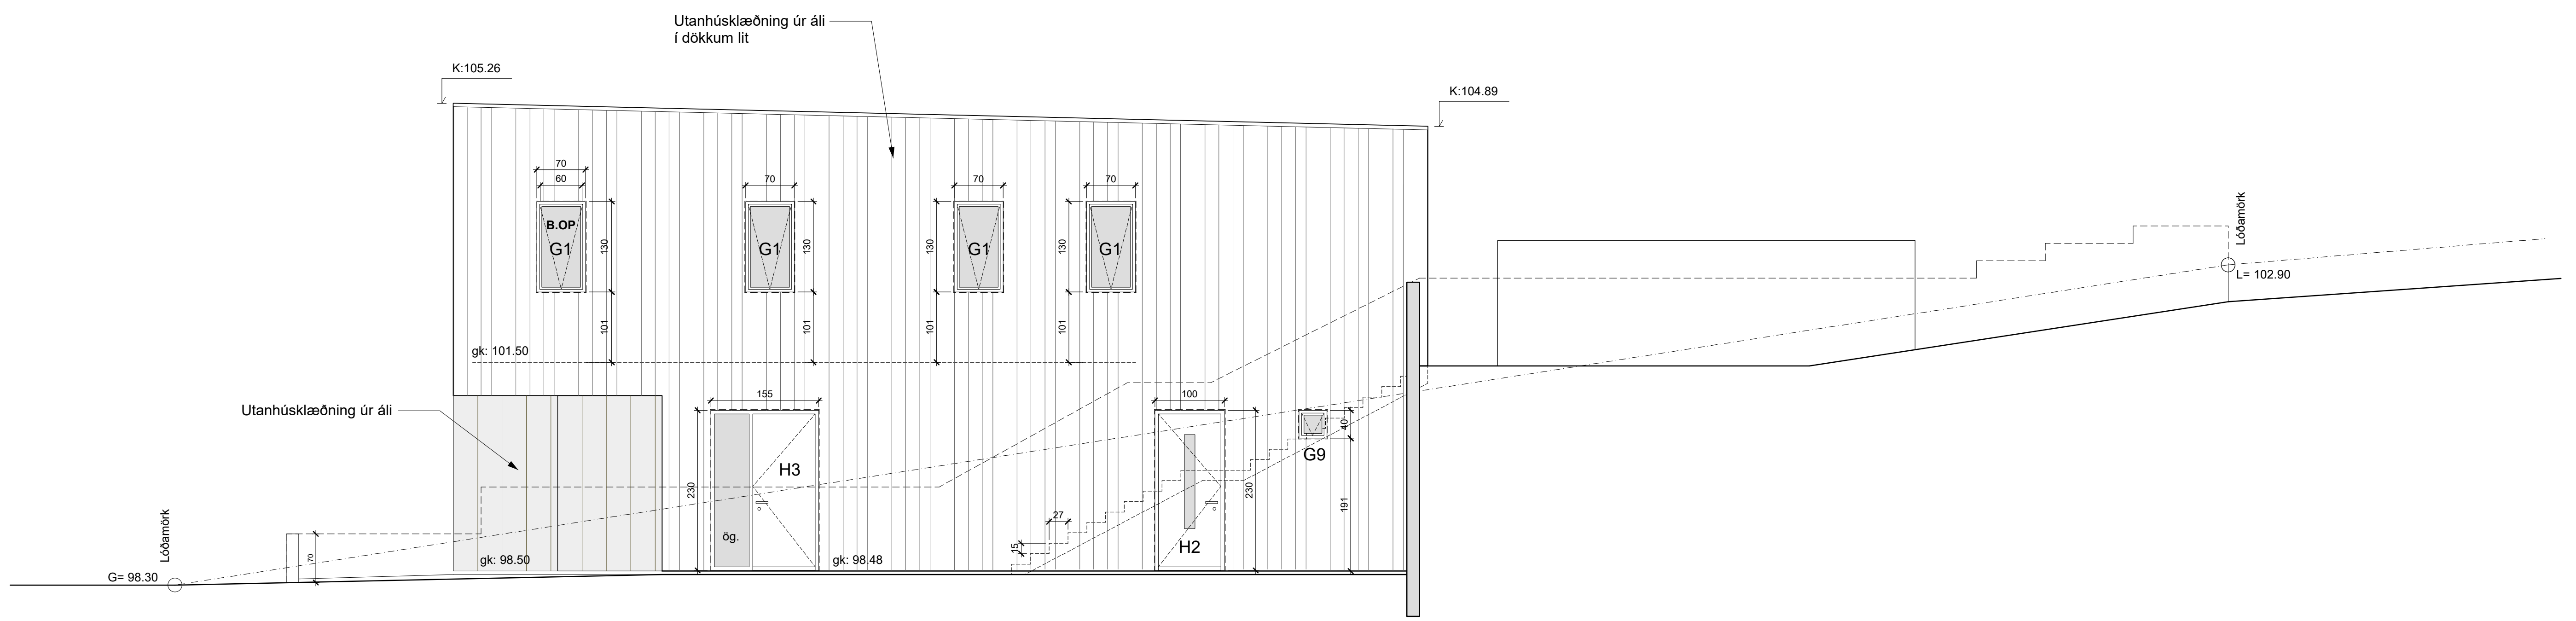 Utanhúsklæðning úr áli
í dökkum lit
K:105.26
K:104.89
70
60
70
70
70
B.OP
G1
G1
G1
G1
130
130
130
130
101
101
101
101
gk: 101.50
Lóðamörk
L= 102.90
Utanhúsklæðning úr áli
155
100
H3
230
ög.
40
G9
230
191
27
15
H2
Lóðamörk
70
gk: 98.50
gk: 98.48
G= 98.30